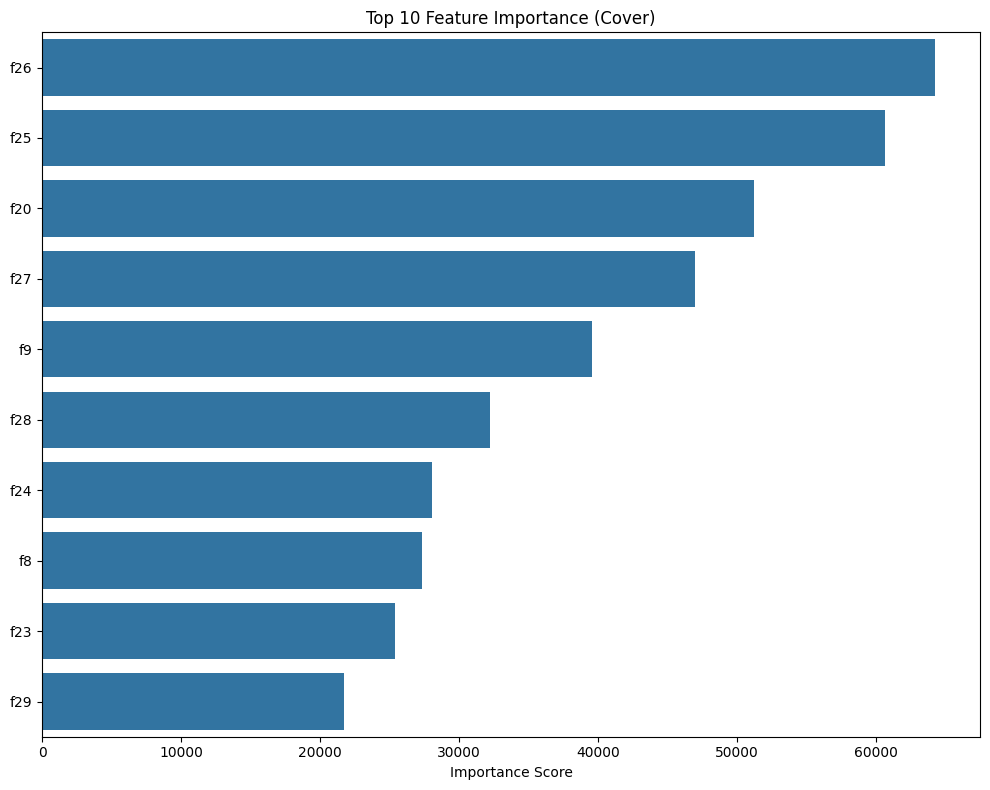 Top 10 Feature Importance (Cover)
f26
f25
f20
f27
f9
f28
f24
f8
f23
f29
0 10000 20000 30000 40000 50000 60000
Importance Score